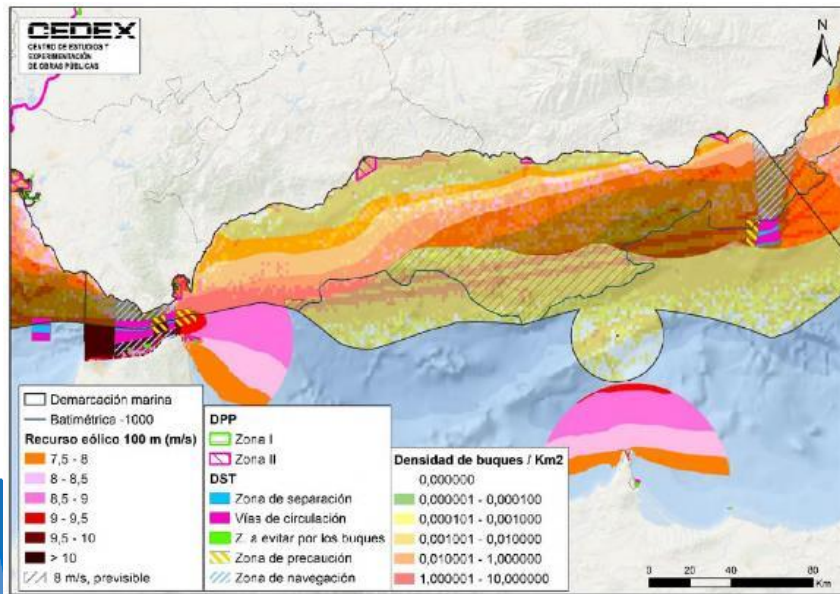 CEDEX
CENTRO DE ESTUDIOS Y
EXPERIMENTACIÓN
DE OBRAS PÚBLICAS
N
Demarcación marina
Batimétrica -1000
Recurso eólico 100 m (m/s)
7,5 - 8
8 - 8,5
8,5 - 9
9 - 9,5
9,5 - 10
> 10
8 m/s, previsible
DPP
Zona I
Zona II
DST
Zona de separación
Vías de circulación
Z. a evitar por los buques
Zona de precaución
Zona de navegación
Densidad de buques / Km2
0,000000
0,000001 - 0,000100
0,000101 - 0,001000
0,001001 - 0,010000
0,010001 - 1,000000
1,000001 - 10,000000
0 20 40 80
Km